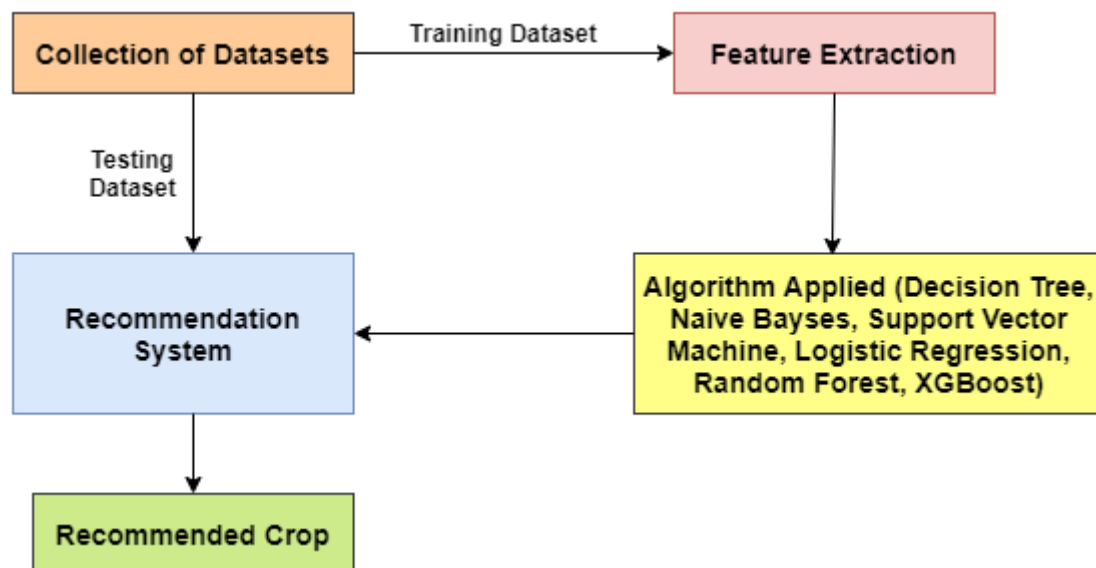 Collection of Datasets
Training Dataset
Feature Extraction
Testing
Dataset
Recommendation
System
Algorithm Applied (Decision Tree,
Naive Bayses, Support Vector
Machine, Logistic Regression,
Random Forest, XGBoost)
Recommended Crop